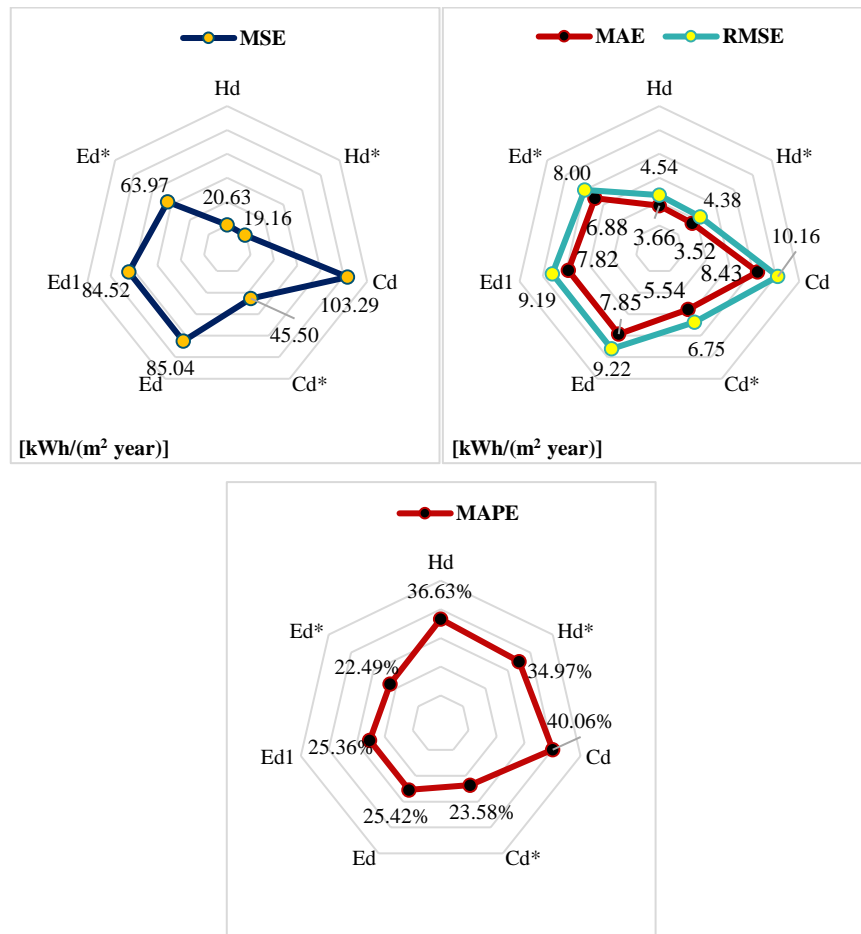 MSE
Hd
Hd*
Cd
Cd*
Ed
Ed1
Ed*
20.63
19.16
103.29
45.50
85.04
84.52
63.97
[kWh/(m² year)]
MAE RMSE
Hd
Hd*
Cd
Cd*
Ed
Ed1
Ed*
4.54
4.38
10.16
6.75
9.22
9.19
8.00
3.66
3.52
8.43
5.54
7.85
7.82
6.88
[kWh/(m² year)]
MAPE
Hd
36.63%
Hd*
34.97%
40.06%
Cd
23.58%
Cd*
25.42%
Ed
25.36%
Ed1
22.49%
Ed*